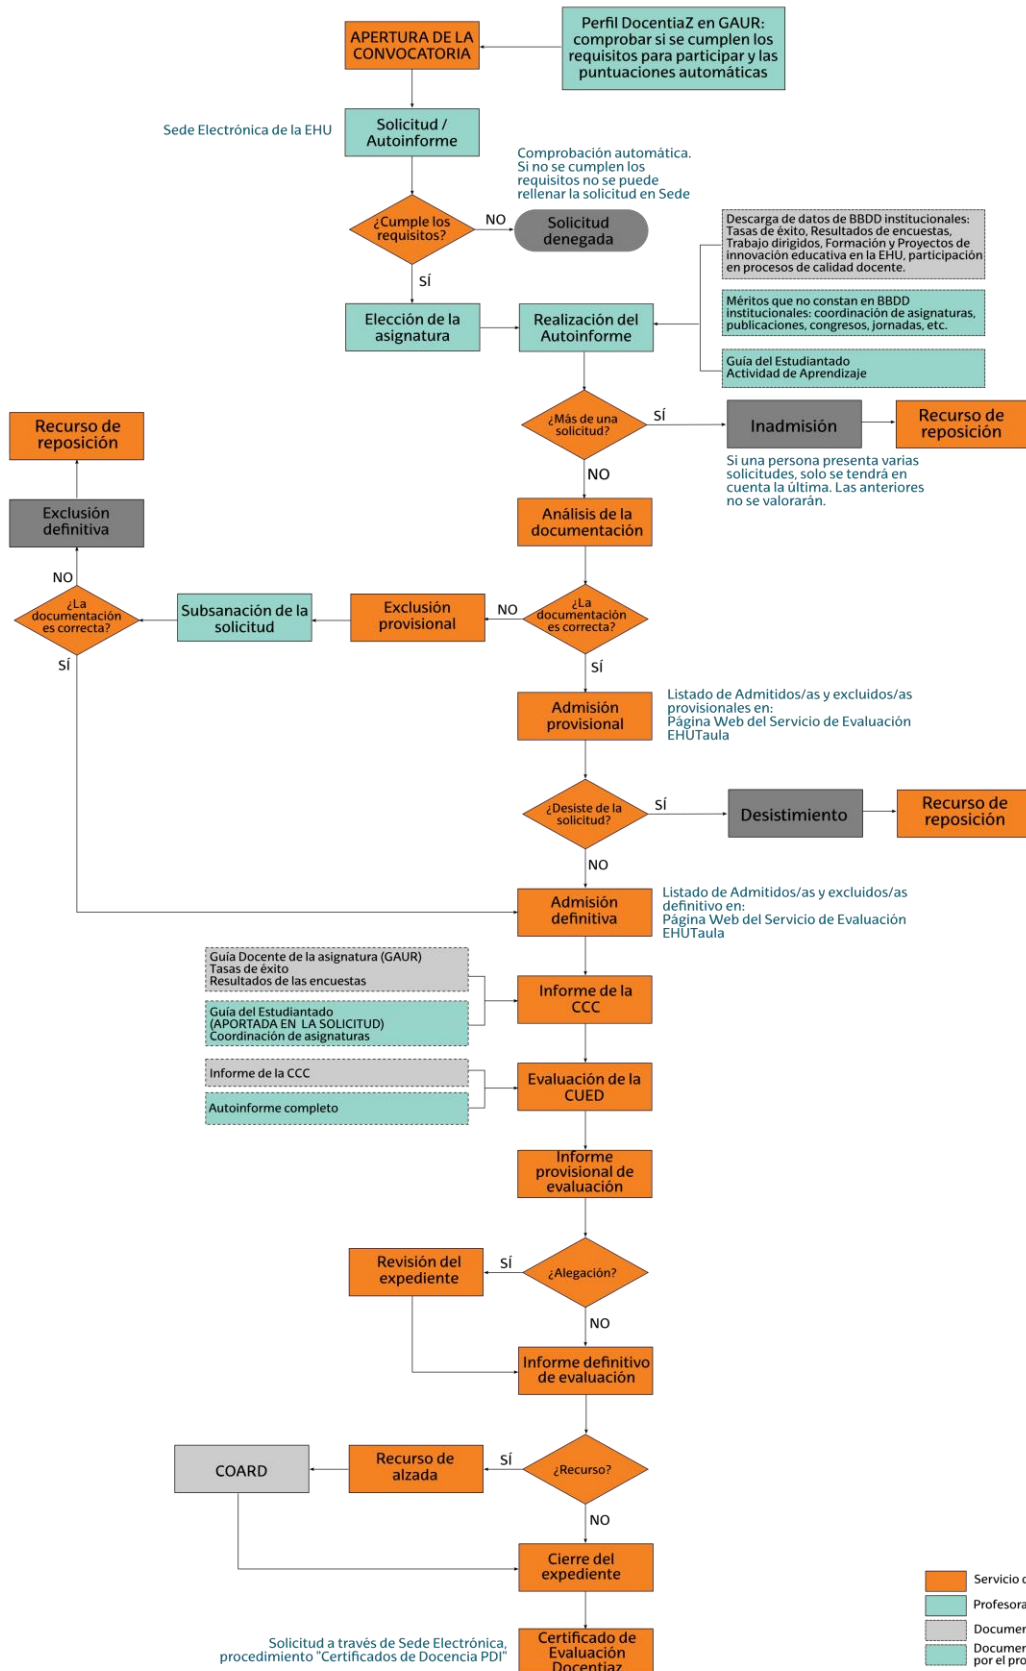 APERTURA DE LA
CONVOCATORIA
Perfil DocentiaZ en GAUR:
comprobar si se cumplen los
requisitos para participar y las
puntuaciones automáticas
Sede Electrónica de la EHU
Solicitud /
Autoinforme
Comprobación automática.
Si no se cumplen los
requisitos no se puede
rellenar la solicitud en Sede
¿Cumple los
requisitos?
NO
Solicitud
denegada
SÍ
Descarga de datos de BBDD institucionales:
Tasas de éxito, Resultados de encuestas,
Trabajo dirigidos, Formación y Proyectos de
innovación educativa en la EHU, participación
en procesos de calidad docente.
Elección de la
asignatura
Realización del
Autoinforme
Méritos que no constan en BBDD
institucionales: coordinación de asignaturas,
publicaciones, congresos, jornadas, etc.
Guía del Estudiantado
Actividad de Aprendizaje
¿Más de una
solicitud?
SÍ
Inadmisión
Recurso de
reposición
NO
Si una persona presenta varias
solicitudes, solo se tendrá en
cuenta la última. Las anteriores
no se valorarán.
Recurso de
reposición
Exclusión
definitiva
Análisis de la
documentación
NO
¿La
documentación
es correcta?
Subsanación de la
solicitud
Exclusión
provisional
NO
¿La
documentación
es correcta?
SÍ
SÍ
Admisión
provisional
Listado de Admitidos/as y excluidos/as
provisionales en:
Página Web del Servicio de Evaluación
EHUTaula
¿Desiste de la
solicitud?
SÍ
Desistimiento
Recurso de
reposición
NO
Admisión
definitiva
Listado de Admitidos/as y excluidos/as
definitivo en:
Página Web del Servicio de Evaluación
EHUTaula
Guía Docente de la asignatura (GAUR)
Tasas de éxito
Resultados de las encuestas
Guía del Estudiantado
(APORTADA EN LA SOLICITUD)
Coordinación de asignaturas
Informe de la
CCC
Informe de la CCC
Autoinforme completo
Evaluación de la
CUED
Informe
provisional de
evaluación
Revisión del
expediente
SÍ
¿Alegación?
NO
Informe definitivo
de evaluación
COARD
Recurso de
alzada
SÍ
¿Recurso?
NO
Cierre del
expediente
Solicitud a través de Sede Electrónica,
procedimiento "Certificados de Docencia PDI"
Certificado de
Evaluación
Docentiaz
Servicio
Profesora
Documen
Documen
por el pro